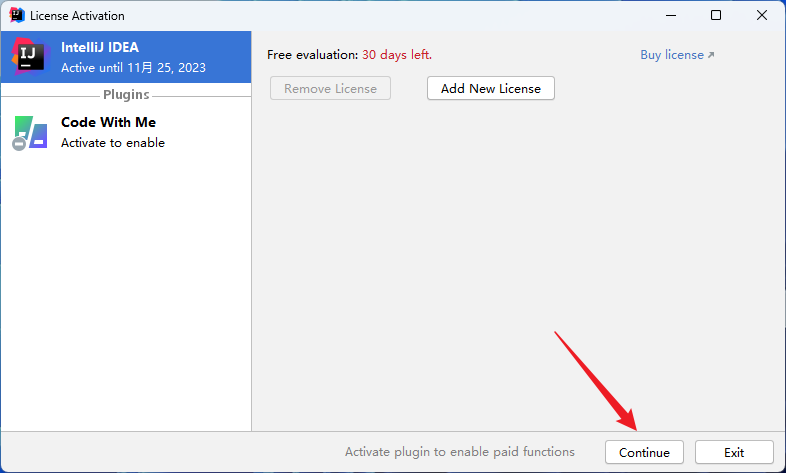 License Activation
IntelliJ IDEA
Active until 11月 25, 2023
Plugins
Code With Me
Activate to enable
Free evaluation: 30 days left.
Buy license
Remove License
Add New License
Activate plugin to enable paid functions
Continue
Exit